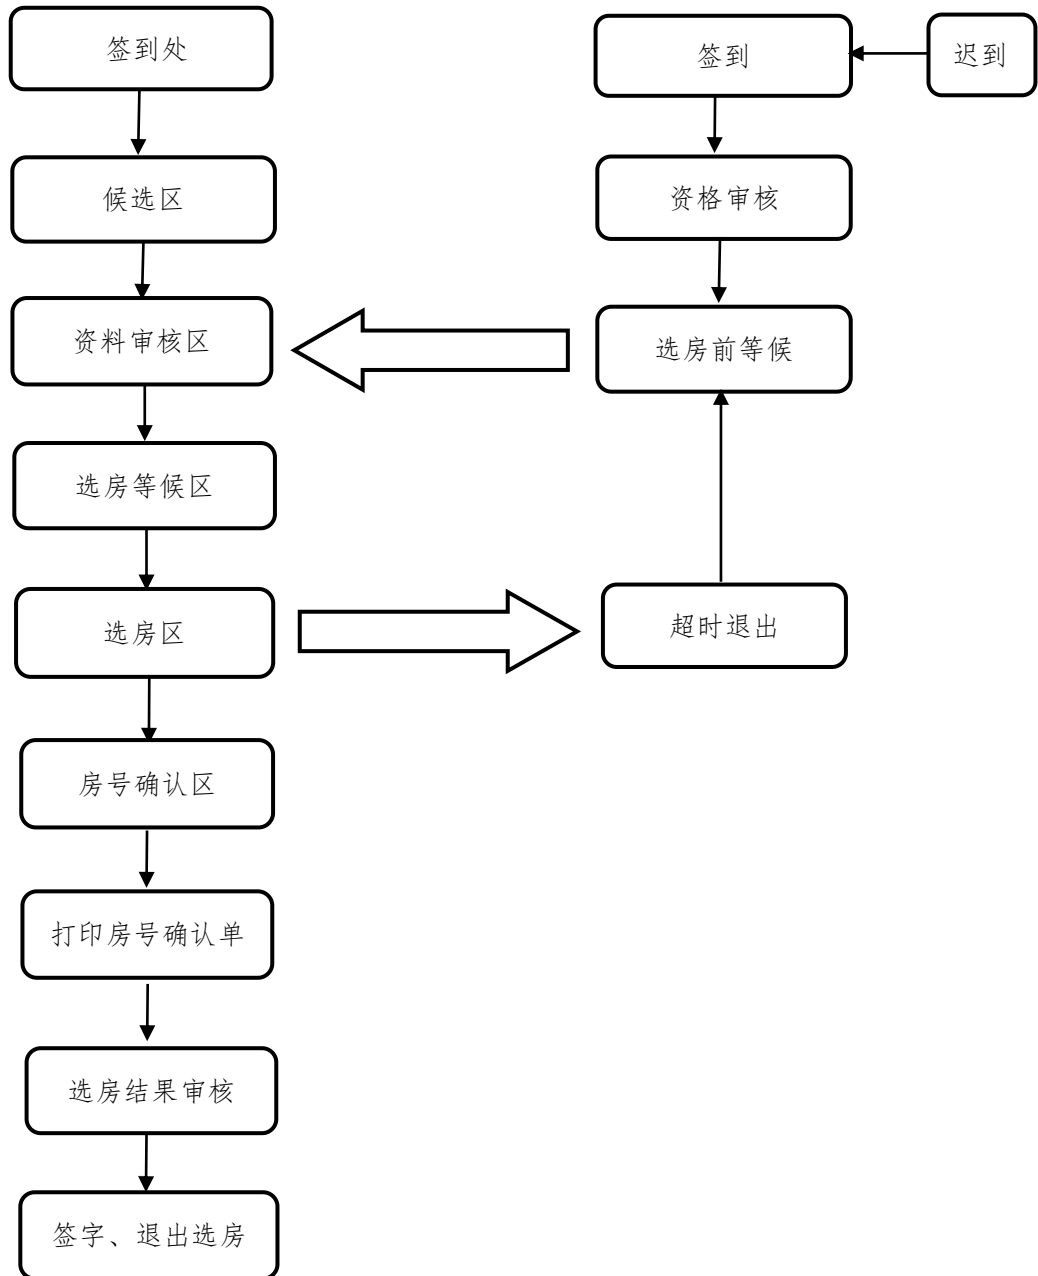 签到处
签到
迟到
候选区
资格审核
资料审核区
选房前等候
选房等候区
选房区
超时退出
房号确认区
打印房号确认单
选房结果审核
签字、退出选房